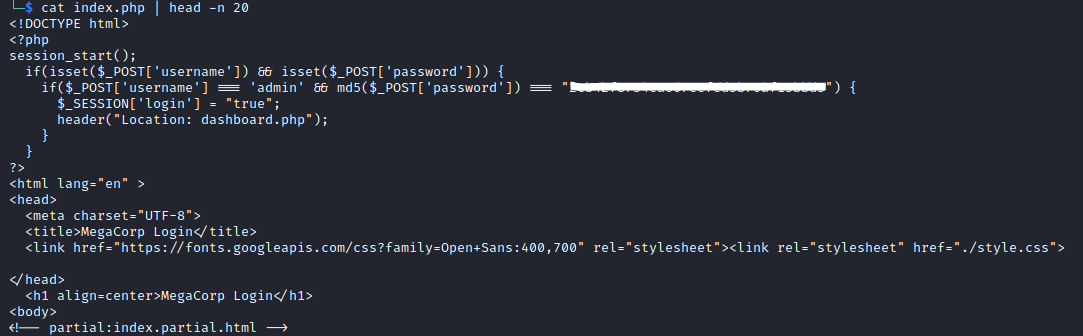 └─$ cat index.php | head -n 20
<!DOCTYPE html>
<?php
session_start();
  if(isset($_POST['username']) && isset($_POST['password'])) {
    if($_POST['username'] === 'admin' && md5($_POST['password']) === "") {
      $_SESSION['login'] = "true";
      header("Location: dashboard.php");
    }
  }
?>
<html lang="en" >
<head>
  <meta charset="UTF-8">
  <title>MegaCorp Login</title>
  <link href="https://fonts.googleapis.com/css?family=Open+Sans:400,700" rel="stylesheet"><link rel="stylesheet" href="./style.css">
</head>
  <h1 align=center>MegaCorp Login</h1>
<body>
<!-- partial:index.partial.html -->